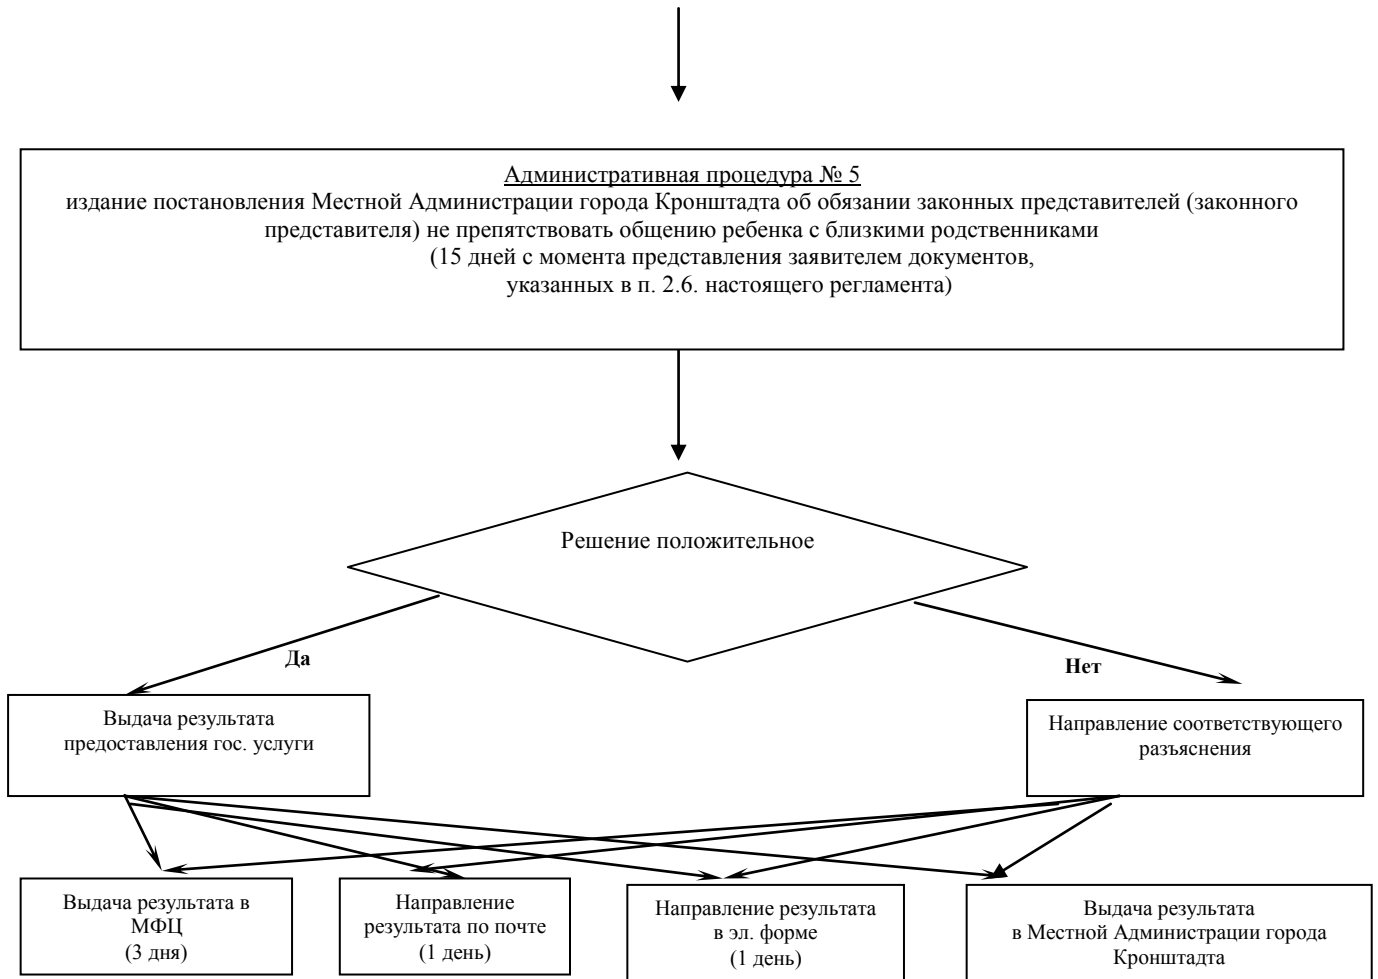 Административная процедура № 5
издание постановления Местной Администрации города Кронштадта об обязании законных представителей (законного
представителя) не препятствовать общению ребенка с близкими родственниками
(15 дней с момента представления заявителем документов,
указанных в п. 2.6. настоящего регламента)
Решение положительное
Да
Нет
Выдача результата
предоставления гос. услуги
Направление соответствующего
разъяснения
Выдача результата в
МФЦ
(3 дня)
Направление
результата по почте
(1 день)
Направление результата
в эл. форме
(1 день)
Выдача результата
в Местной Администрации города
Кронштадта